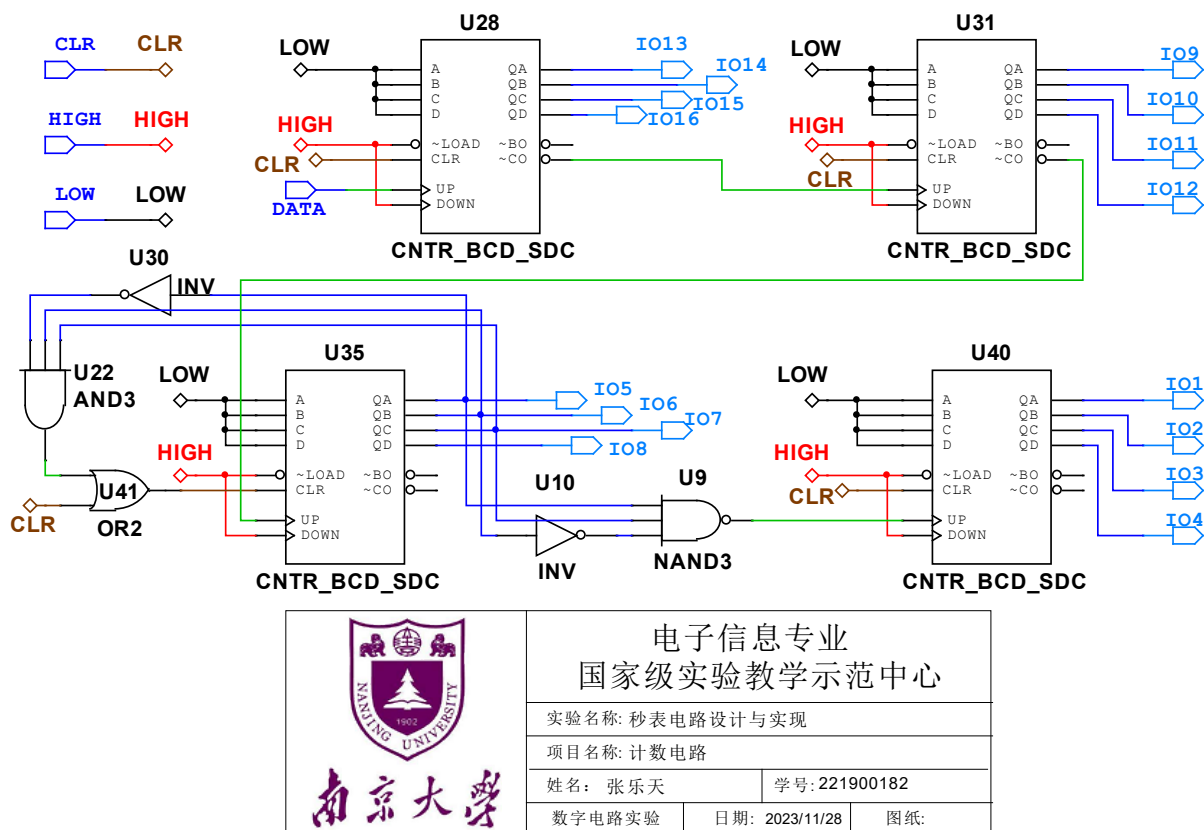 CLR CLR
HIGH HIGH
LOW LOW
U28
LOW
A QA
B QB
C QC
D QD
IO13
IO14
IO15
IO16
HIGH
~LOAD ~BO
CLR
CLR ~CO
UP
DATA
DOWN
CNTR_BCD_SDC
U31
LOW
A QA
B QB
C QC
D QD
IO9
IO10
IO11
IO12
HIGH
~LOAD ~BO
CLR
CLR ~CO
UP
DOWN
CNTR_BCD_SDC
U30
INV
U22
AND3
U41
OR2
CLR
U35
LOW
A QA
B QB
C QC
D QD
IO5
IO6
IO7
IO8
HIGH
~LOAD ~BO
CLR ~CO
UP
DOWN
CNTR_BCD_SDC
U10
INV
U9
NAND3
U40
LOW
A QA
B QB
C QC
D QD
IO1
IO2
IO3
IO4
HIGH
~LOAD ~BO
CLR
CLR ~CO
UP
DOWN
CNTR_BCD_SDC
NANJING UNIVERSITY
1902
南京大学
电子信息专业
国家级实验教学示范中心
实验名称: 秒表电路设计与实现
项目名称: 计数电路
姓名: 张乐天 学号: 221900182
数字电路实验 日期: 2023/11/28 图纸: